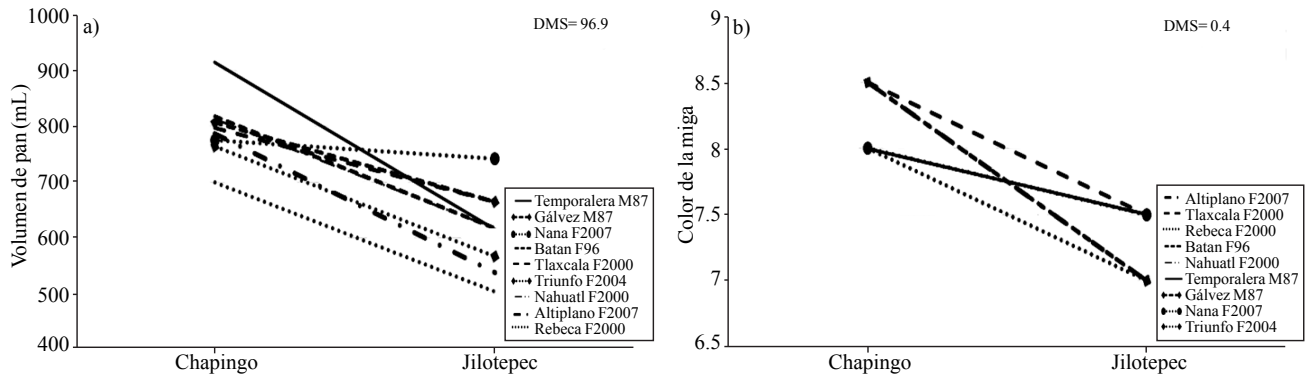 a)
DMS= 96.9
Volumen de pan (mL)
1000
900
800
700
600
500
400
Chapingo
Jilotepec
Temporalera M87
Gálvez M87
Nana F2007
Batan F96
Tlaxcala F2000
Triunfo F2004
Nahuatl F2000
Altiplano F2007
Rebeca F2000
b)
DMS= 0.4
Color de la miga
9
8.5
8
7.5
7
6.5
Chapingo
Jilotepec
Altiplano F2007
Tlaxcala F2000
Rebeca F2000
Batan F96
Nahuatl F2000
Temporalera M87
Gálvez M87
Nana F2007
Triunfo F2004